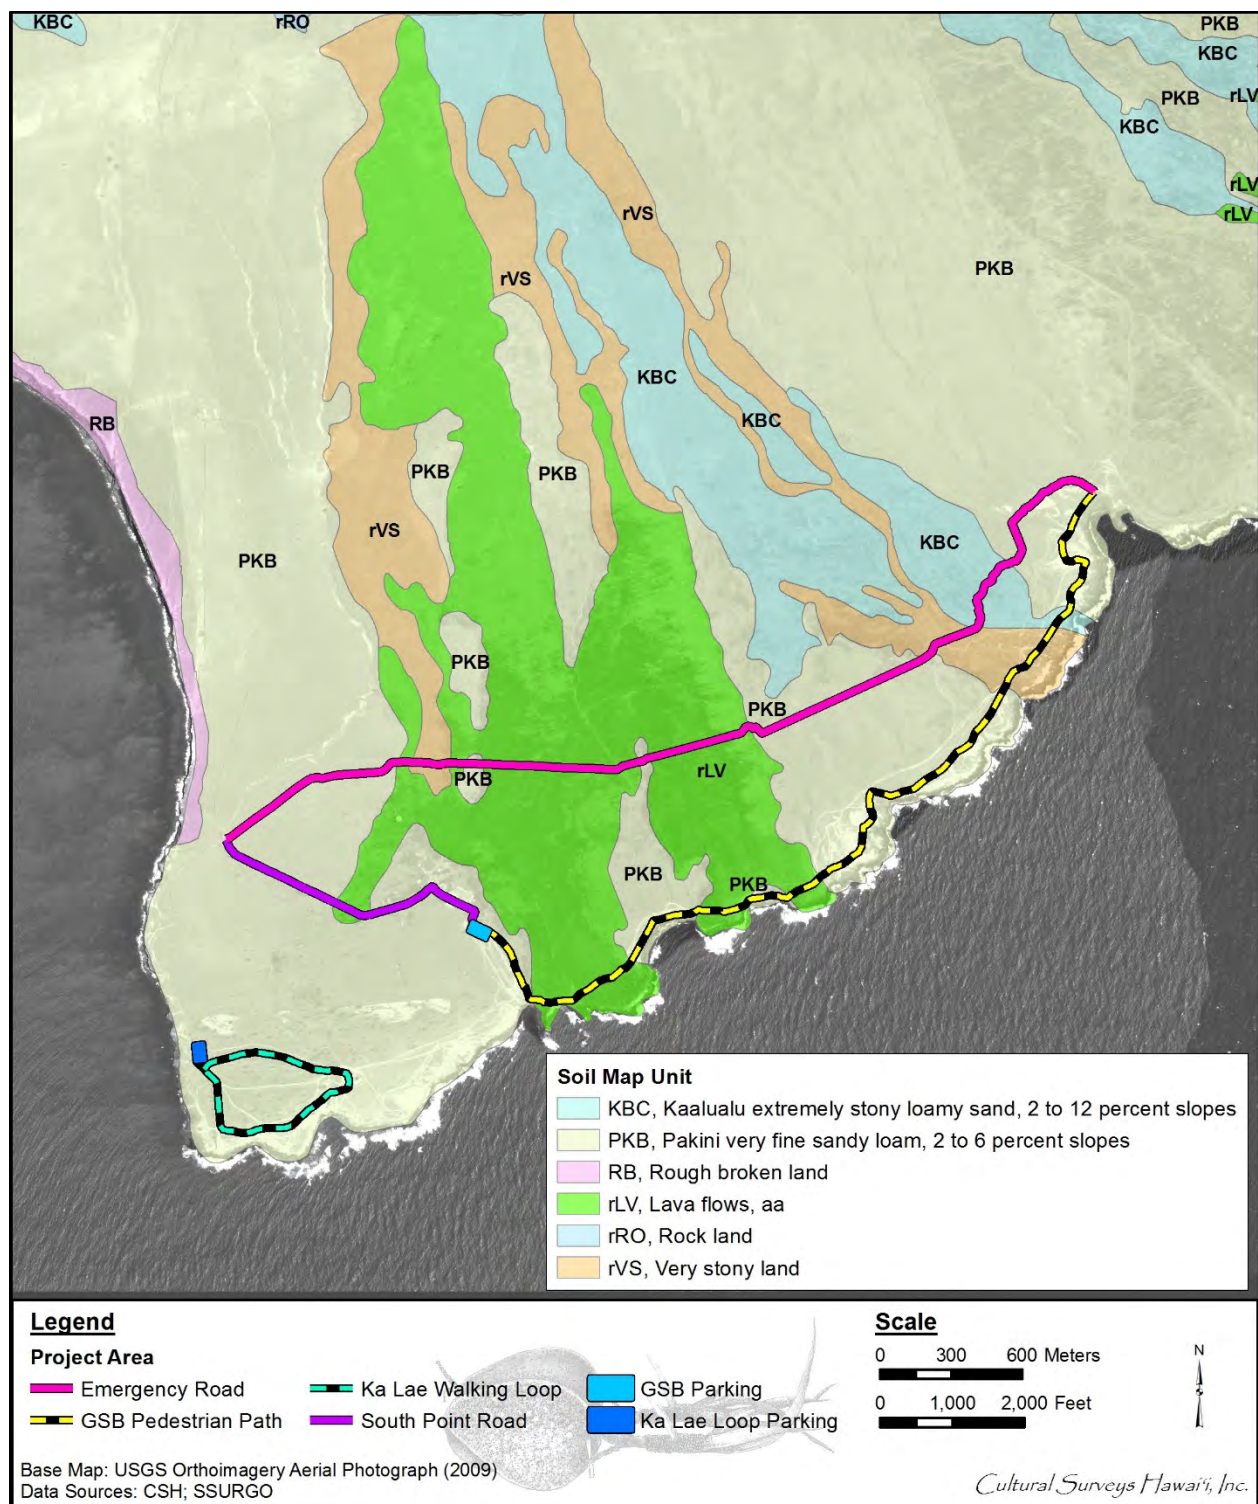 KBC
rRO
PKB
KBC
rLV
PKB
KBC
rLV
rLV
rVS
PKB
rVS
KBC
RB
KBC
PKB
PKB
rVS
PKB
KBC
PKB
PKB
rLV
PKB
PKB
PKB
Soil Map Unit
KBC, Kaalualu extremely stony loamy sand, 2 to 12 percent slopes
PKB, Pakini very fine sandy loam, 2 to 6 percent slopes
RB, Rough broken land
rLV, Lava flows, aa
rRO, Rock land
rVS, Very stony land
Legend
Project Area
Emergency Road
GSB Pedestrian Path
Ka Lae Walking Loop
South Point Road
GSB Parking
Ka Lae Loop Parking
Scale
0 300 600 Meters
0 1,000 2,000 Feet
N
Base Map: USGS Orthoimagery Aerial Photograph (2009)
Data Sources: CSH; SSURGO
Cultural Surveys Hawaiʻi, Inc.